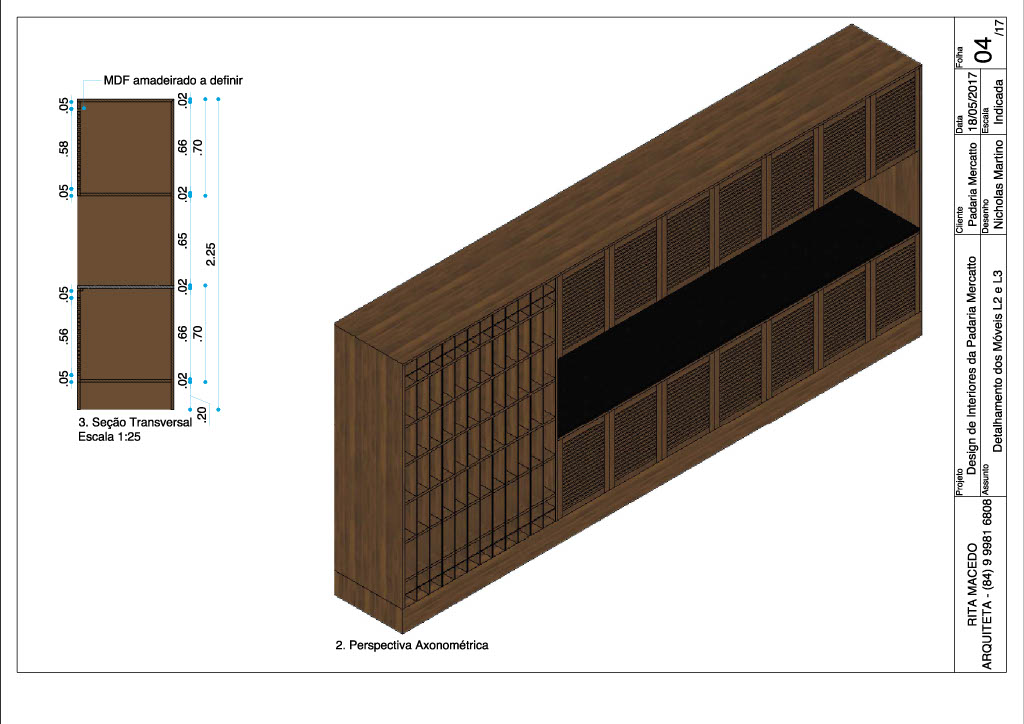 MDF amadeirado a definir
.05
.58
.05
.05
.56
.05
.02
.66
.02
.65
.02
.66
.02
.70
.70
.20
2.25
3. Seção Transversal
Escala 1:25
2. Perspectiva Axonométrica
Folha
04
/17
Data
18/05/2017
Escala
Indicada
Cliente
Padaria Mercatto
Desenho
Nicholas Martino
Projeto
Design de Interiores da Padaria Mercatto
Assunto
Detalhamento dos Móveis L2 e L3
RITA MACEDO
ARQUITETA - (84) 9 9981 6808